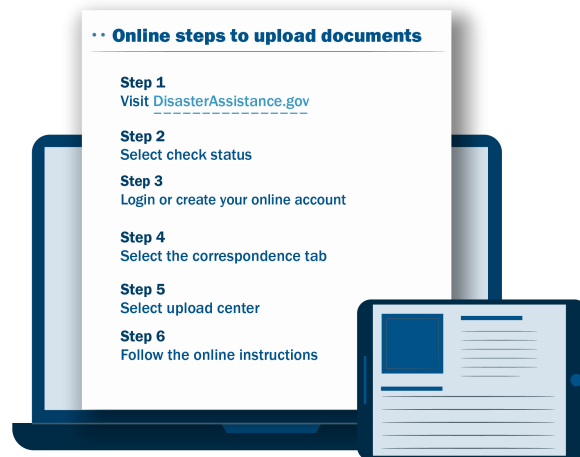 Online steps to upload documents
Step 1
Visit DisasterAssistance.gov
Step 2
Select check status
Step 3
Login or create your online account
Step 4
Select the correspondence tab
Step 5
Select upload center
Step 6
Follow the online instructions